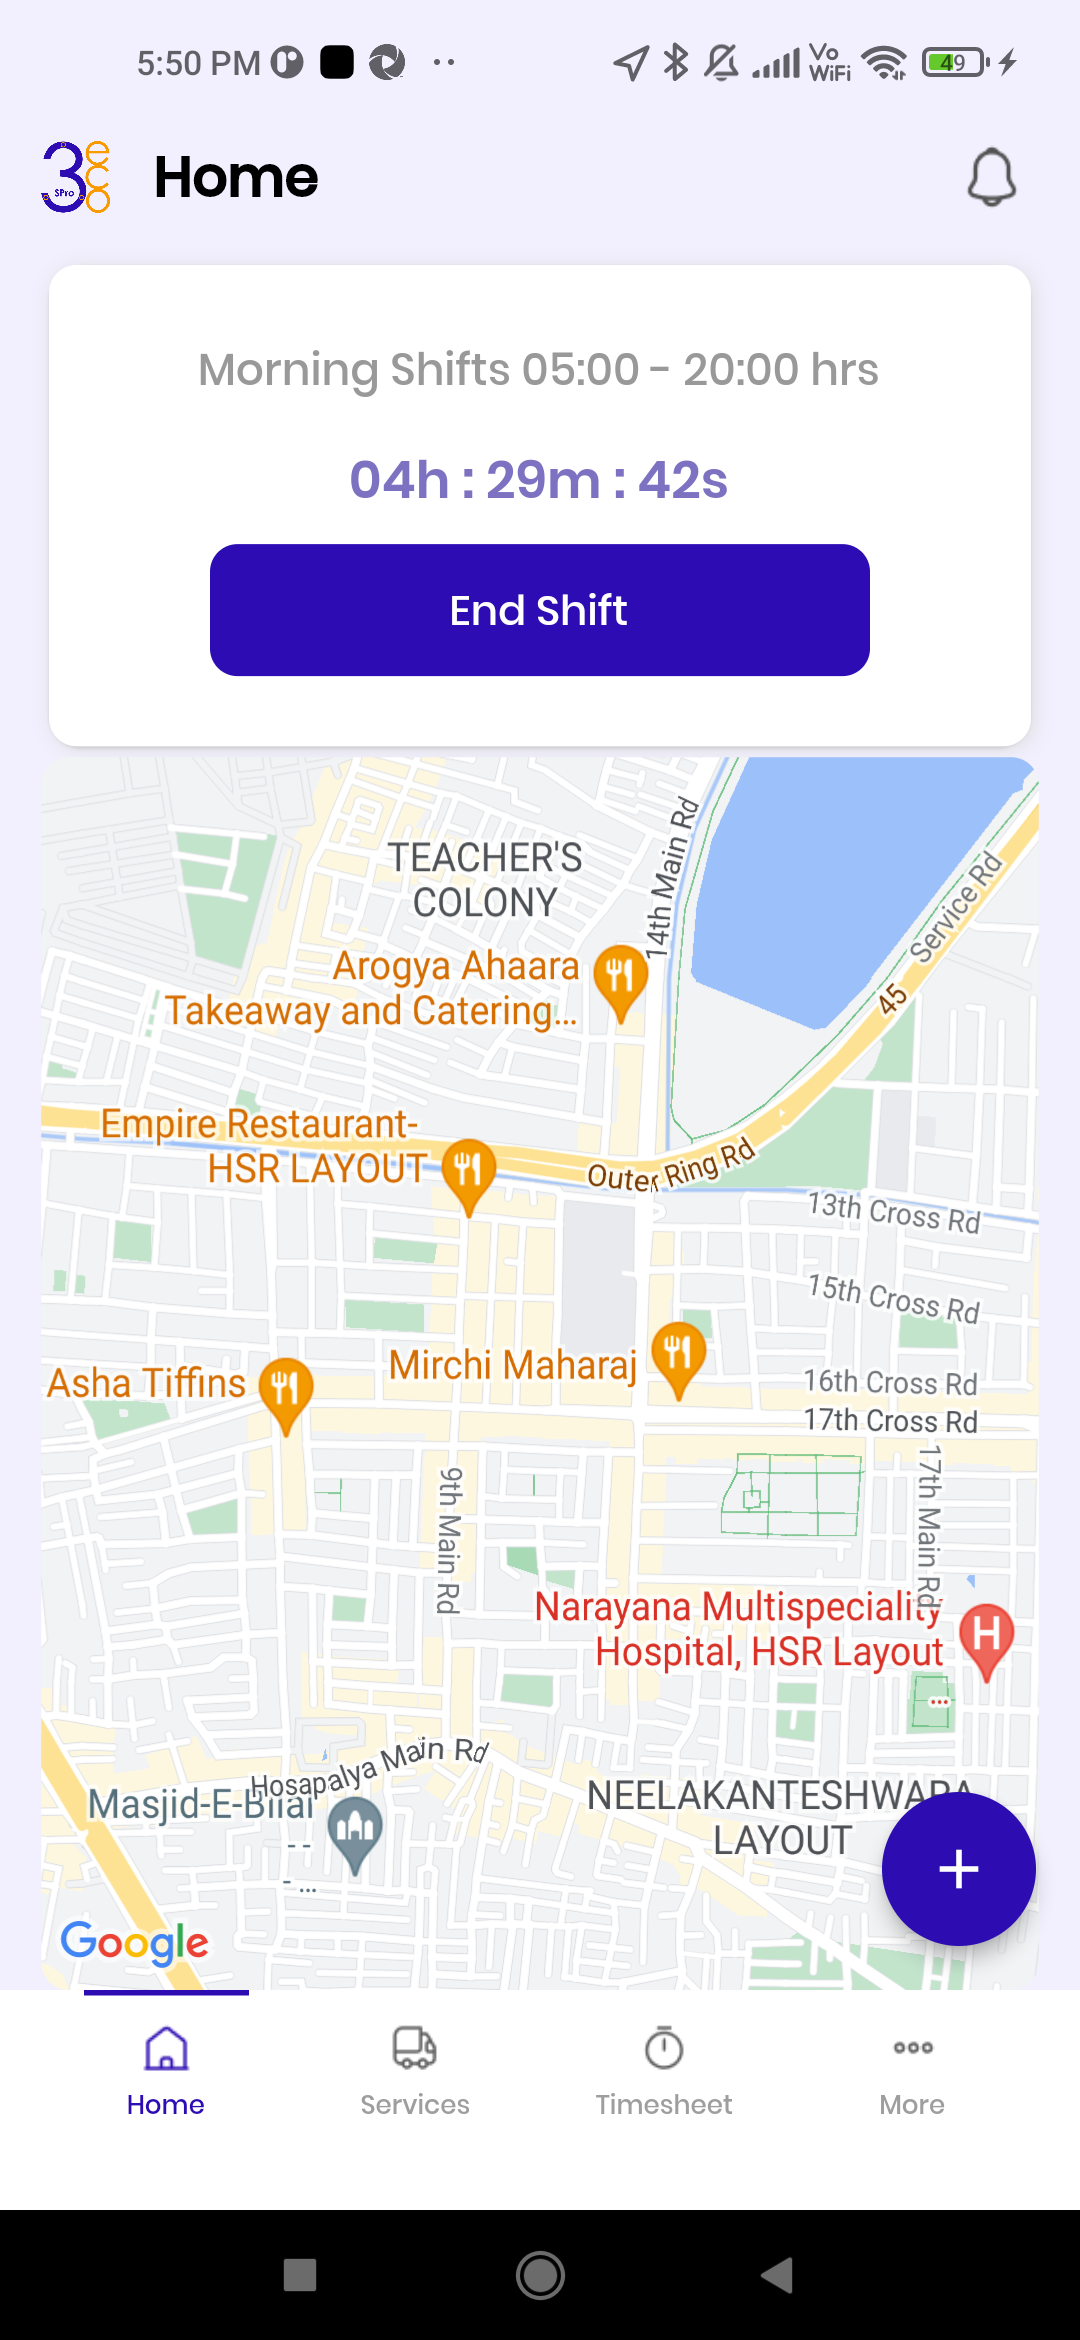 5:50 PM
Vo
WiFi
49
3 eco
SPro
Home
Morning Shifts 05:00 - 20:00 hrs
04h : 29m : 42s
End Shift
TEACHER'S
COLONY
14th Main Rd
Service Rd
45
Arogya Ahaara
Takeaway and Catering...
Empire Restaurant-
HSR LAYOUT
Outer Ring Rd
13th Cross Rd
15th Cross Rd
Asha Tiffins
Mirchi Maharaj
16th Cross Rd
17th Cross Rd
9th Main Rd
17th Main Rd
Narayana Multispeciality
Hospital, HSR Layout
H
Hosapalya Main Rd
Masjid-E-Bilal
- -
- ...
NEELAKANTESHWARA
LAYOUT
Google
Home
Services
Timesheet
More